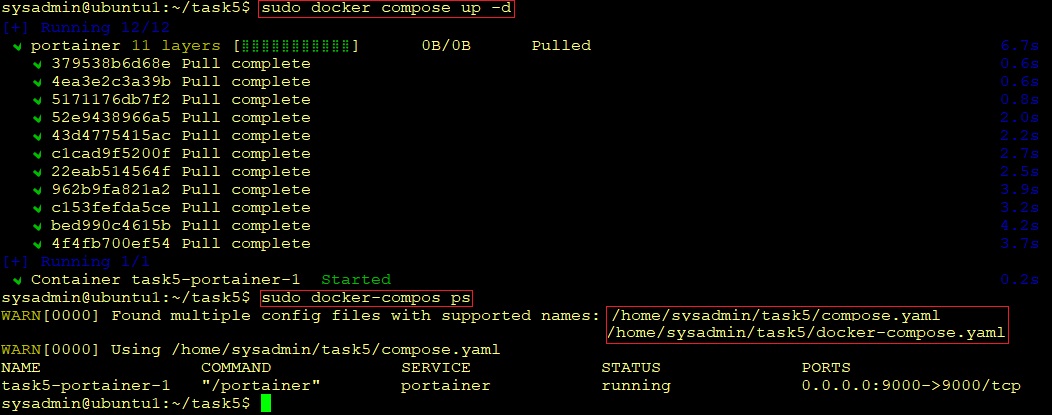 sysadmin@ubuntu1:~/task5$ sudo docker compose up -d
[+] Running 12/12
✔ portainer 11 layers [⣿⣿⣿⣿⣿⣿⣿⣿⣿⣿⣿] 0B/0B Pulled 6.7s
✔ 379538b6d68e Pull complete 0.6s
✔ 4ea3e2c3a39b Pull complete 0.6s
✔ 5171176db7f2 Pull complete 0.8s
✔ 52e9438966a5 Pull complete 2.0s
✔ 43d4775415ac Pull complete 2.2s
✔ c1cad9f5200f Pull complete 2.7s
✔ 22eab514564f Pull complete 2.5s
✔ 962b9fa821a2 Pull complete 3.9s
✔ c153fefda5ce Pull complete 3.2s
✔ bed990c4615b Pull complete 4.2s
✔ 4f4fb700ef54 Pull complete 3.7s
[+] Running 1/1
✔ Container task5-portainer-1 Started 0.2s
sysadmin@ubuntu1:~/task5$ sudo docker-compos ps
WARN[0000] Found multiple config files with supported names: /home/sysadmin/task5/compose.yaml
/home/sysadmin/task5/docker-compose.yaml
WARN[0000] Using /home/sysadmin/task5/compose.yaml
NAME COMMAND SERVICE STATUS PORTS
task5-portainer-1 "/portainer" portainer running 0.0.0.0:9000->9000/tcp
sysadmin@ubuntu1:~/task5$